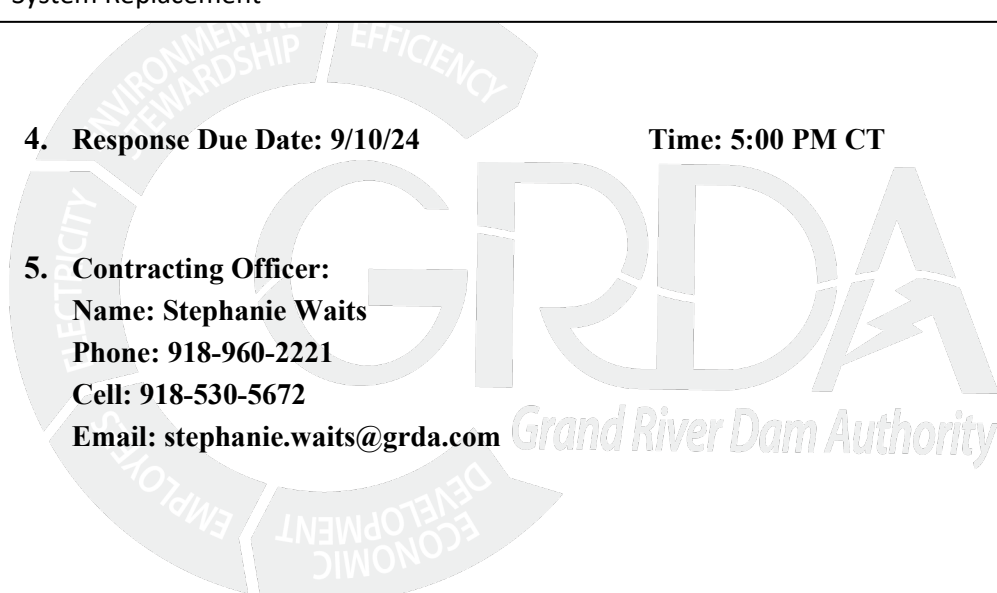 System Replacement
ENVIRONMENTAL STEWARDSHIP
EFFICIENCY
4. Response Due Date: 9/10/24 Time: 5:00 PM CT
ELECTRICITY
GRDA
5. Contracting Officer:
Name: Stephanie Waits
Phone: 918-960-2221
Cell: 918-530-5672
Email: stephanie.waits@grda.com
Grand River Dam Authority
EMPLOYEES
ECONOMIC DEVELOPMENT